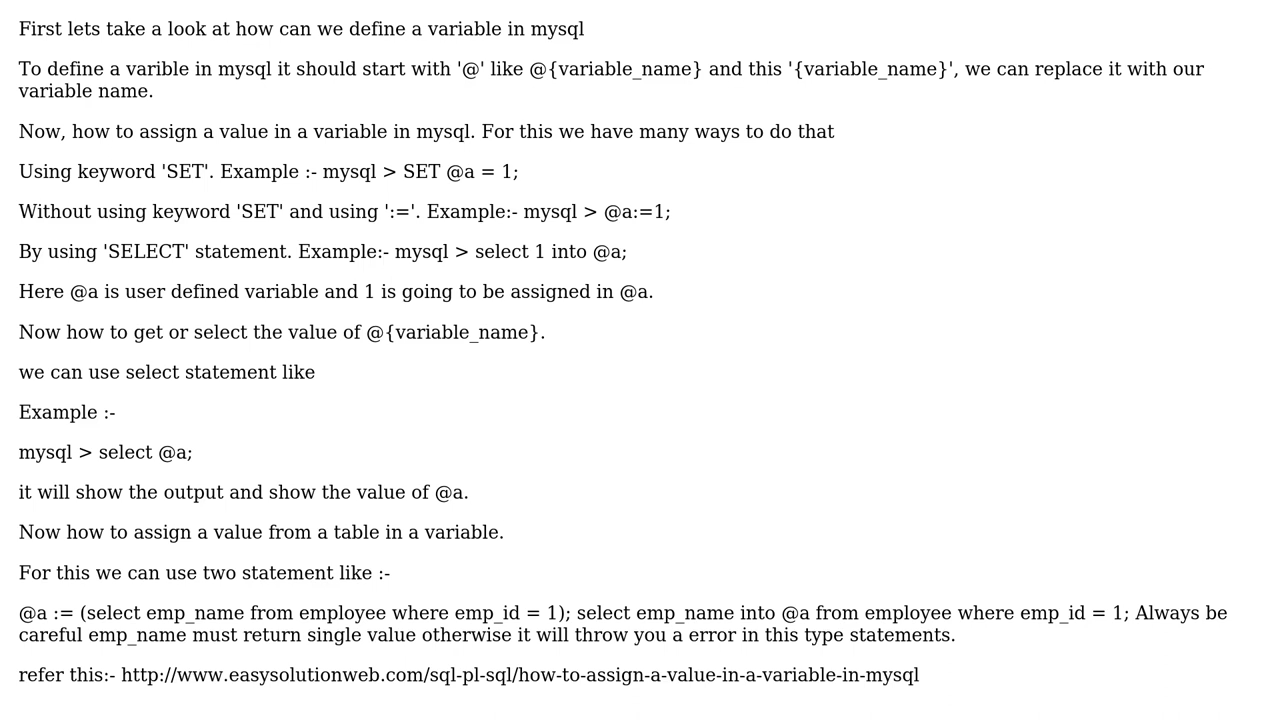 First lets take a look at how can we define a variable in mysql
To define a varible in mysql it should start with '@' like @{variable_name} and this '{variable_name}', we can replace it with our
variable name.
Now, how to assign a value in a variable in mysql. For this we have many ways to do that
Using keyword 'SET'. Example :- mysql > SET @a = 1;
Without using keyword 'SET' and using ':='. Example:- mysql > @a:=1;
By using 'SELECT' statement. Example:- mysql > select 1 into @a;
Here @a is user defined variable and 1 is going to be assigned in @a.
Now how to get or select the value of @{variable_name}.
we can use select statement like
Example :-
mysql > select @a;
it will show the output and show the value of @a.
Now how to assign a value from a table in a variable.
For this we can use two statement like :-
@a := (select emp_name from employee where emp_id = 1); select emp_name into @a from employee where emp_id = 1; Always be
careful emp_name must return single value otherwise it will throw you a error in this type statements.
refer this:- http://www.easysolutionweb.com/sql-pl-sql/how-to-assign-a-value-in-a-variable-in-mysql